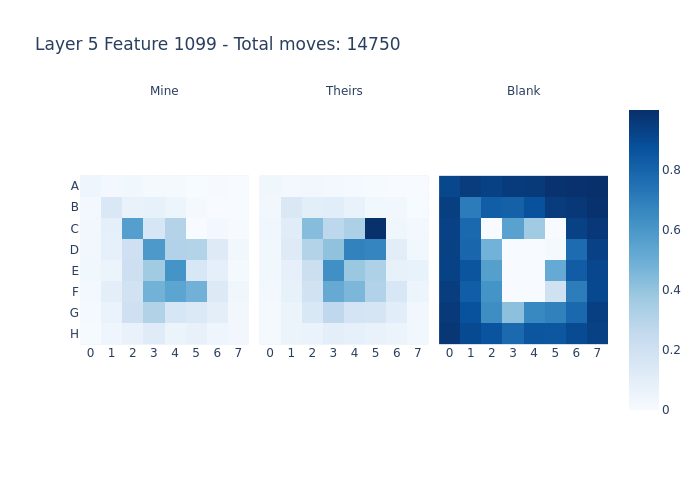 Layer 5 Feature 1099 - Total moves: 14750
Mine Theirs Blank
A
B
C
D
E
F
G
H
0 1 2 3 4 5 6 7 0 1 2 3 4 5 6 7 0 1 2 3 4 5 6 7
0.8
0.6
0.4
0.2
0